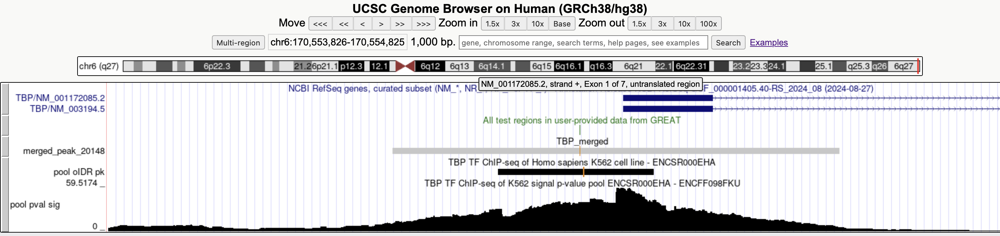 UCSC Genome Browser on Human (GRCh38/hg38)
Move <<< << < > >> >>> Zoom in 1.5x 3x 10x Base Zoom out 1.5x 3x 10x 100x
Multi-region chr6:170,553,826-170,554,825 1,000 bp. gene, chromosome range, search terms, help pages, see examples Search Examples
chr6 (q27) 6p22.3 21.2 6p21.1 p12.3 12.1 6q12 6q13 6q14.1 6q15 6q16.1 q16.3 6q21 22.1 6q22.31 23.2 23.3 24.1 25.1 q25.3 q26 6q27
NM_001172085.2, strand +, Exon 1 of 7, untranslated region
NCBI RefSeq genes, curated subset (NM_*, NR_ F_000001405.40-RS_2024_08 (2024-08-27)
TBP/NM_001172085.2
TBP/NM_003194.5
All test regions in user-provided data from GREAT
TBP_merged
merged_peak_20148
TBP TF ChIP-seq of Homo sapiens K562 cell line - ENCSR000EHA
pool oIDR pk
59.5174 _ TBP TF ChIP-seq of K562 signal p-value pool ENCSR000EHA - ENCFF098FKU
pool pval sig
0 _